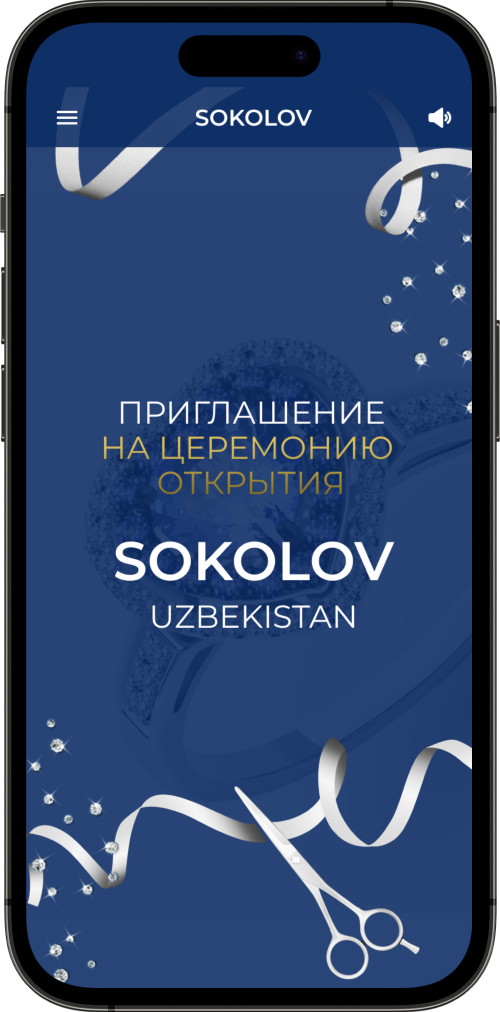 SOKOLOV
ПРИГЛАШЕНИЕ
НА ЦЕРЕМОНИЮ
ОТКРЫТИЯ
SOKOLOV
UZBEKISTAN